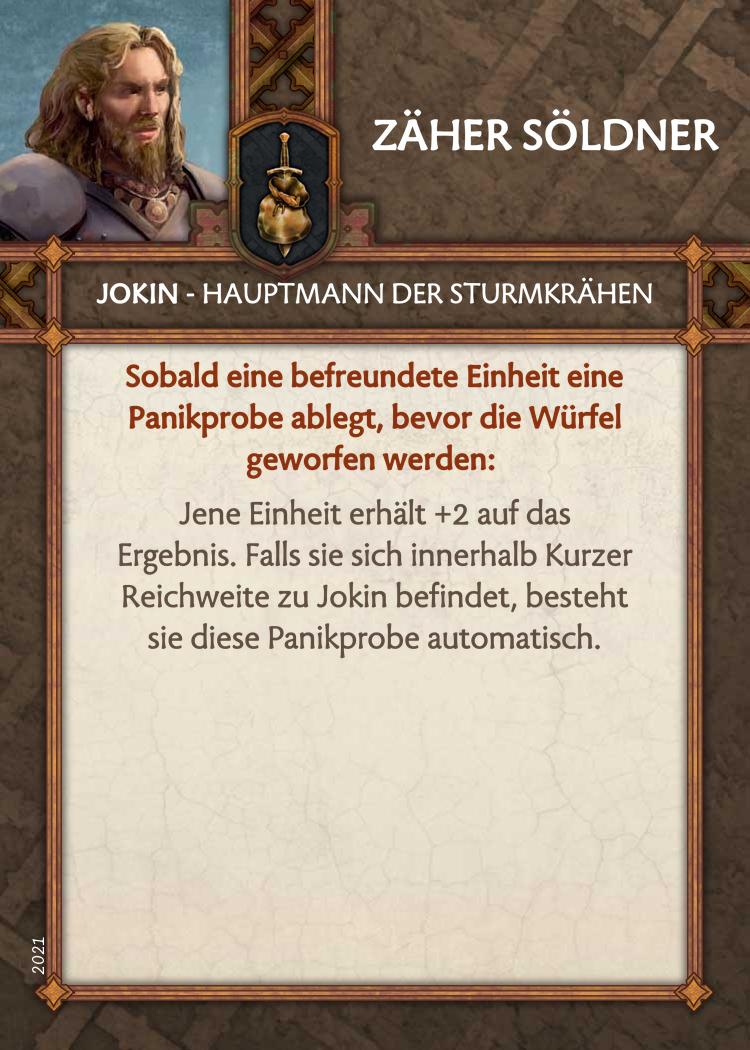 ZÄHER SÖLDNER
JOKIN - HAUPTMANN DER STURMKRÄHEN
Sobald eine befreundete Einheit eine
Panikprobe ablegt, bevor die Würfel
geworfen werden:
Jene Einheit erhält +2 auf das
Ergebnis. Falls sie sich innerhalb Kurzer
Reichweite zu Jokin befindet, besteht
sie diese Panikprobe automatisch.
2021